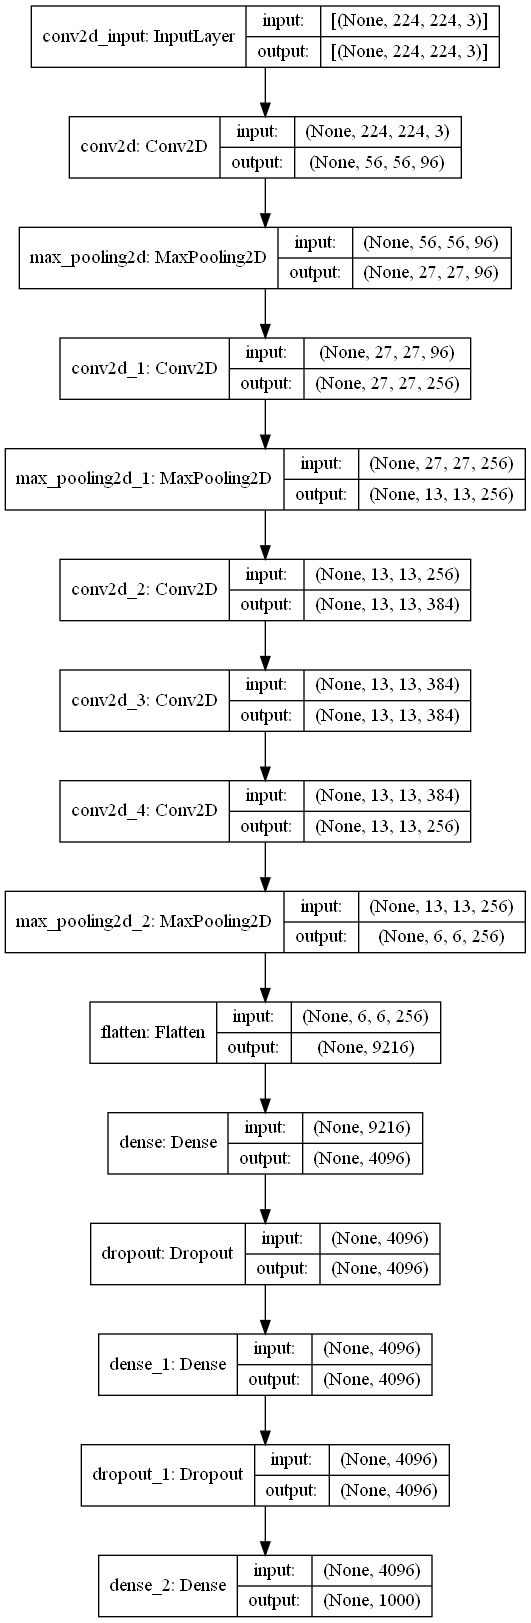 conv2d_input: InputLayer
input:
[(None, 224, 224, 3)]
output:
[(None, 224, 224, 3)]
conv2d: Conv2D
input:
(None, 224, 224, 3)
output:
(None, 56, 56, 96)
max_pooling2d: MaxPooling2D
input:
(None, 56, 56, 96)
output:
(None, 27, 27, 96)
conv2d_1: Conv2D
input:
(None, 27, 27, 96)
output:
(None, 27, 27, 256)
max_pooling2d_1: MaxPooling2D
input:
(None, 27, 27, 256)
output:
(None, 13, 13, 256)
conv2d_2: Conv2D
input:
(None, 13, 13, 256)
output:
(None, 13, 13, 384)
conv2d_3: Conv2D
input:
(None, 13, 13, 384)
output:
(None, 13, 13, 384)
conv2d_4: Conv2D
input:
(None, 13, 13, 384)
output:
(None, 13, 13, 256)
max_pooling2d_2: MaxPooling2D
input:
(None, 13, 13, 256)
output:
(None, 6, 6, 256)
flatten: Flatten
input:
(None, 6, 6, 256)
output:
(None, 9216)
dense: Dense
input:
(None, 9216)
output:
(None, 4096)
dropout: Dropout
input:
(None, 4096)
output:
(None, 4096)
dense_1: Dense
input:
(None, 4096)
output:
(None, 4096)
dropout_1: Dropout
input:
(None, 4096)
output:
(None, 4096)
dense_2: Dense
input:
(None, 4096)
output:
(None, 1000)